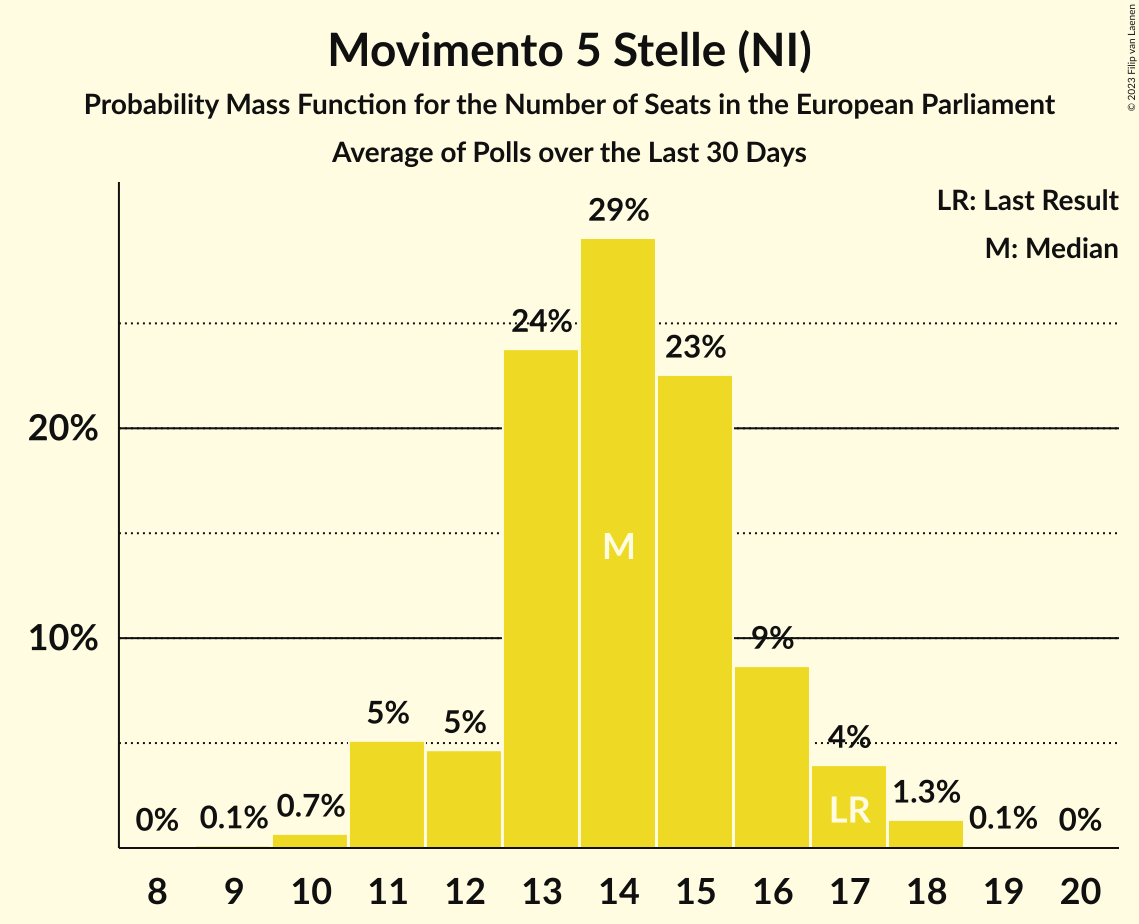 Movimento 5 Stelle (NI)
Probability Mass Function for the Number of Seats in the European Parliament
Average of Polls over the Last 30 Days
© 2023 Filip van Laenen
LR: Last Result
M: Median
29%
24%
23%
20%
M
10%
9%
5%
5%
4%
LR
0%
0.1%
0.7%
1.3%
0.1%
0%
8 9 10 11 12 13 14 15 16 17 18 19 20